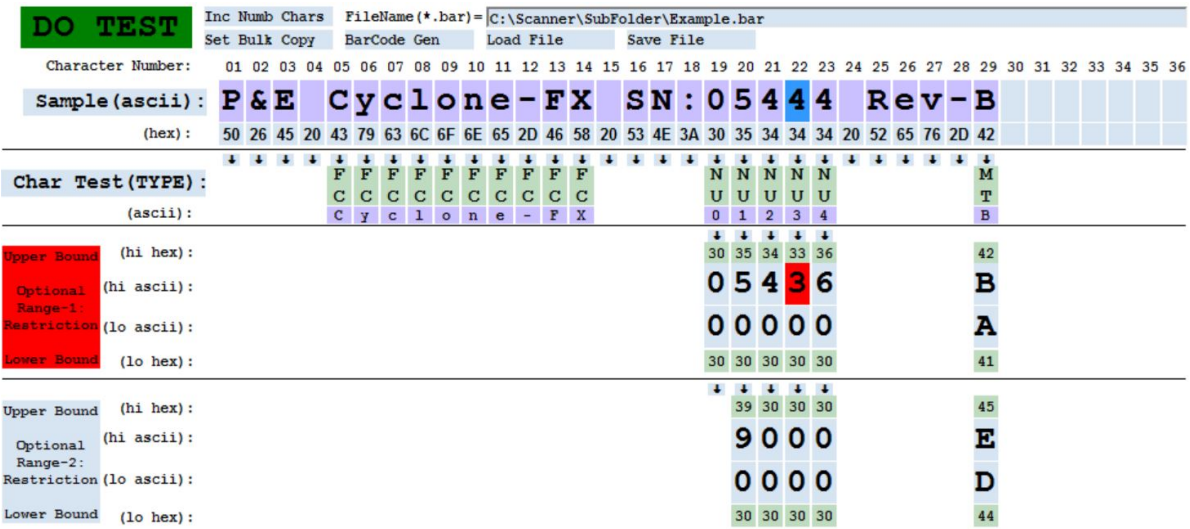 DO TEST Inc Numb Chars FileName(*.bar)= C:\Scanner\SubFolder\Example.bar
Set Bulk Copy BarCode Gen Load File Save File
Character Number: 01 02 03 04 05 06 07 08 09 10 11 12 13 14 15 16 17 18 19 20 21 22 23 24 25 26 27 28 29 30 31 32 33 34 35 36
Sample(ascii): P&E Cyclone-FX SN:05444 Rev-B
(hex): 50 26 45 20 43 79 63 6C 6F 6E 65 2D 46 58 20 53 4E 3A 30 35 34 34 34 20 52 65 76 2D 42
Char Test(TYPE): F F F F F F F F F F N N N N N M
C C C C C C C C C C U U U U U T
(ascii): C y c l o n e - F X 0 1 2 3 4 B
Upper Bound (hi hex): 30 35 34 33 36 42
Optional (hi ascii): 0 5 4 3 6 B
Range-1:
Restriction (lo ascii): 0 0 0 0 0 A
Lower Bound (lo hex): 30 30 30 30 30 41
Upper Bound (hi hex): 39 30 30 30 45
Optional (hi ascii): 9 0 0 0 E
Range-2:
Restriction (lo ascii): 0 0 0 0 D
Lower Bound (lo hex): 30 30 30 30 44